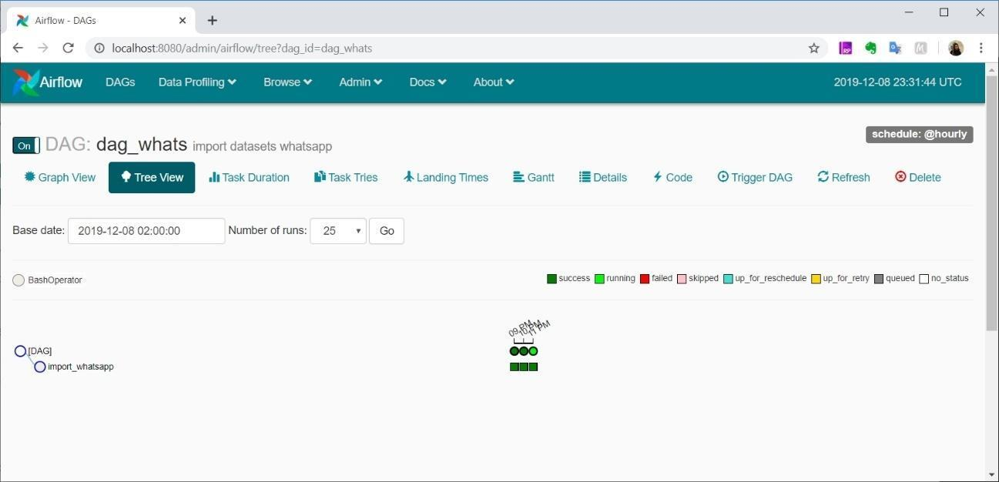 Airflow - DAGs
localhost:8080/admin/airflow/tree?dag_id=dag_whats
RP
Airflow DAGs Data Profiling Browse Admin Docs About 2019-12-08 23:31:44 UTC
On DAG: dag_whats import datasets whatsapp schedule: @hourly
Graph View Tree View Task Duration Task Tries Landing Times Gantt Details Code Trigger DAG Refresh Delete
Base date: 2019-12-08 02:00:00 Number of runs: 25 Go
BashOperator success running failed skipped up_for_reschedule up_for_retry queued no_status
09 PM 10 PM 11 PM
[DAG]
import_whatsapp